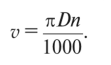 v = πDn/1000.